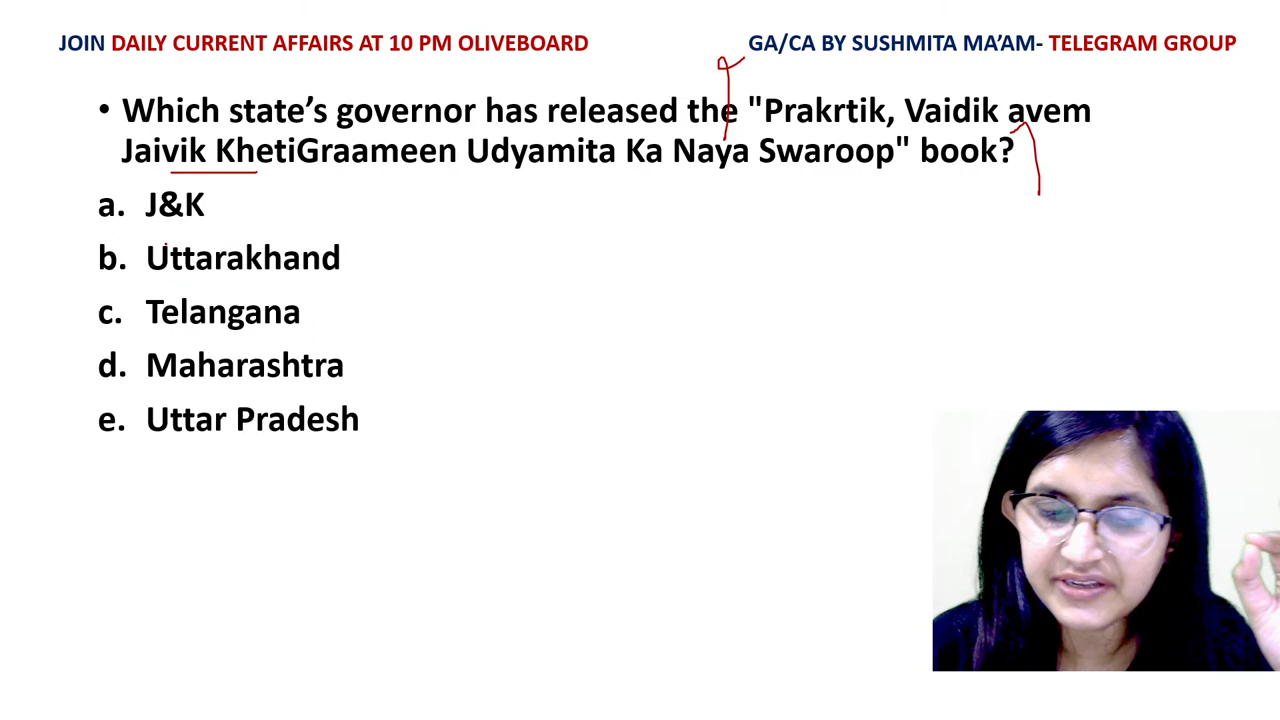 JOIN DAILY CURRENT AFFAIRS AT 10 PM OLIVEBOARD
GA/CA BY SUSHMITA MA’AM- TELEGRAM GROUP
• Which state’s governor has released the "Prakrtik, Vaidik avem
Jaivik KhetiGraameen Udyamita Ka Naya Swaroop" book?
a. J&K
b. Uttarakhand
c. Telangana
d. Maharashtra
e. Uttar Pradesh